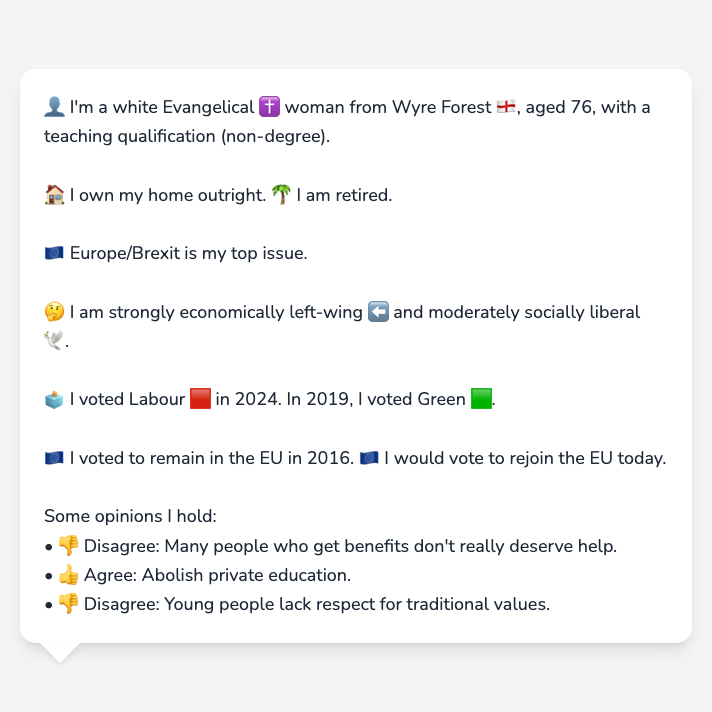 👤 I'm a white Evangelical ✝️ woman from Wyre Forest 🏴󠁧󠁢󠁥󠁮󠁧󠁿, aged 76, with a
teaching qualification (non-degree).
🏠 I own my home outright. 🌴 I am retired.
🇪🇺 Europe/Brexit is my top issue.
🤔 I am strongly economically left-wing ⬅️ and moderately socially liberal
🕊️.
🗳️ I voted Labour 🟥 in 2024. In 2019, I voted Green 🟩.
🇪🇺 I voted to remain in the EU in 2016. 🇪🇺 I would vote to rejoin the EU today.
Some opinions I hold:
• 👎 Disagree: Many people who get benefits don't really deserve help.
• 👍 Agree: Abolish private education.
• 👎 Disagree: Young people lack respect for traditional values.